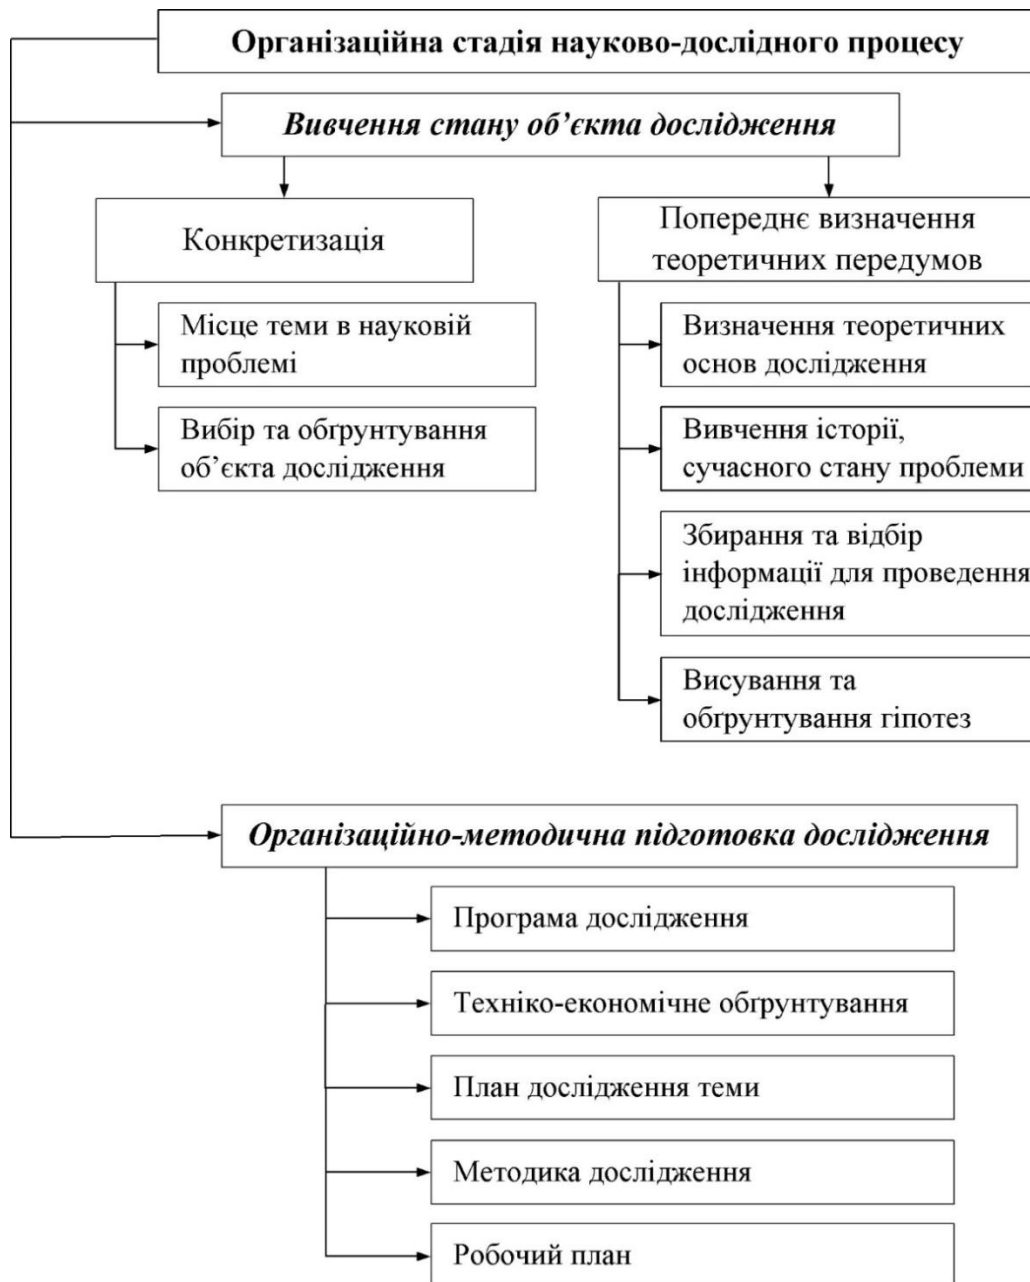 Організаційна стадія науково-дослідного процесу
Вивчення стану об’єкта дослідження
Конкретизація
Місце теми в науковій
проблемі
Вибір та обґрунтування
об’єкта дослідження
Попереднє визначення
теоретичних передумов
Визначення теоретичних
основ дослідження
Вивчення історії,
сучасного стану проблеми
Збирання та відбір
інформації для проведення
дослідження
Висування та
обґрунтування гіпотез
Організаційно-методична підготовка дослідження
Програма дослідження
Техніко-економічне обґрунтування
План дослідження теми
Методика дослідження
Робочий план